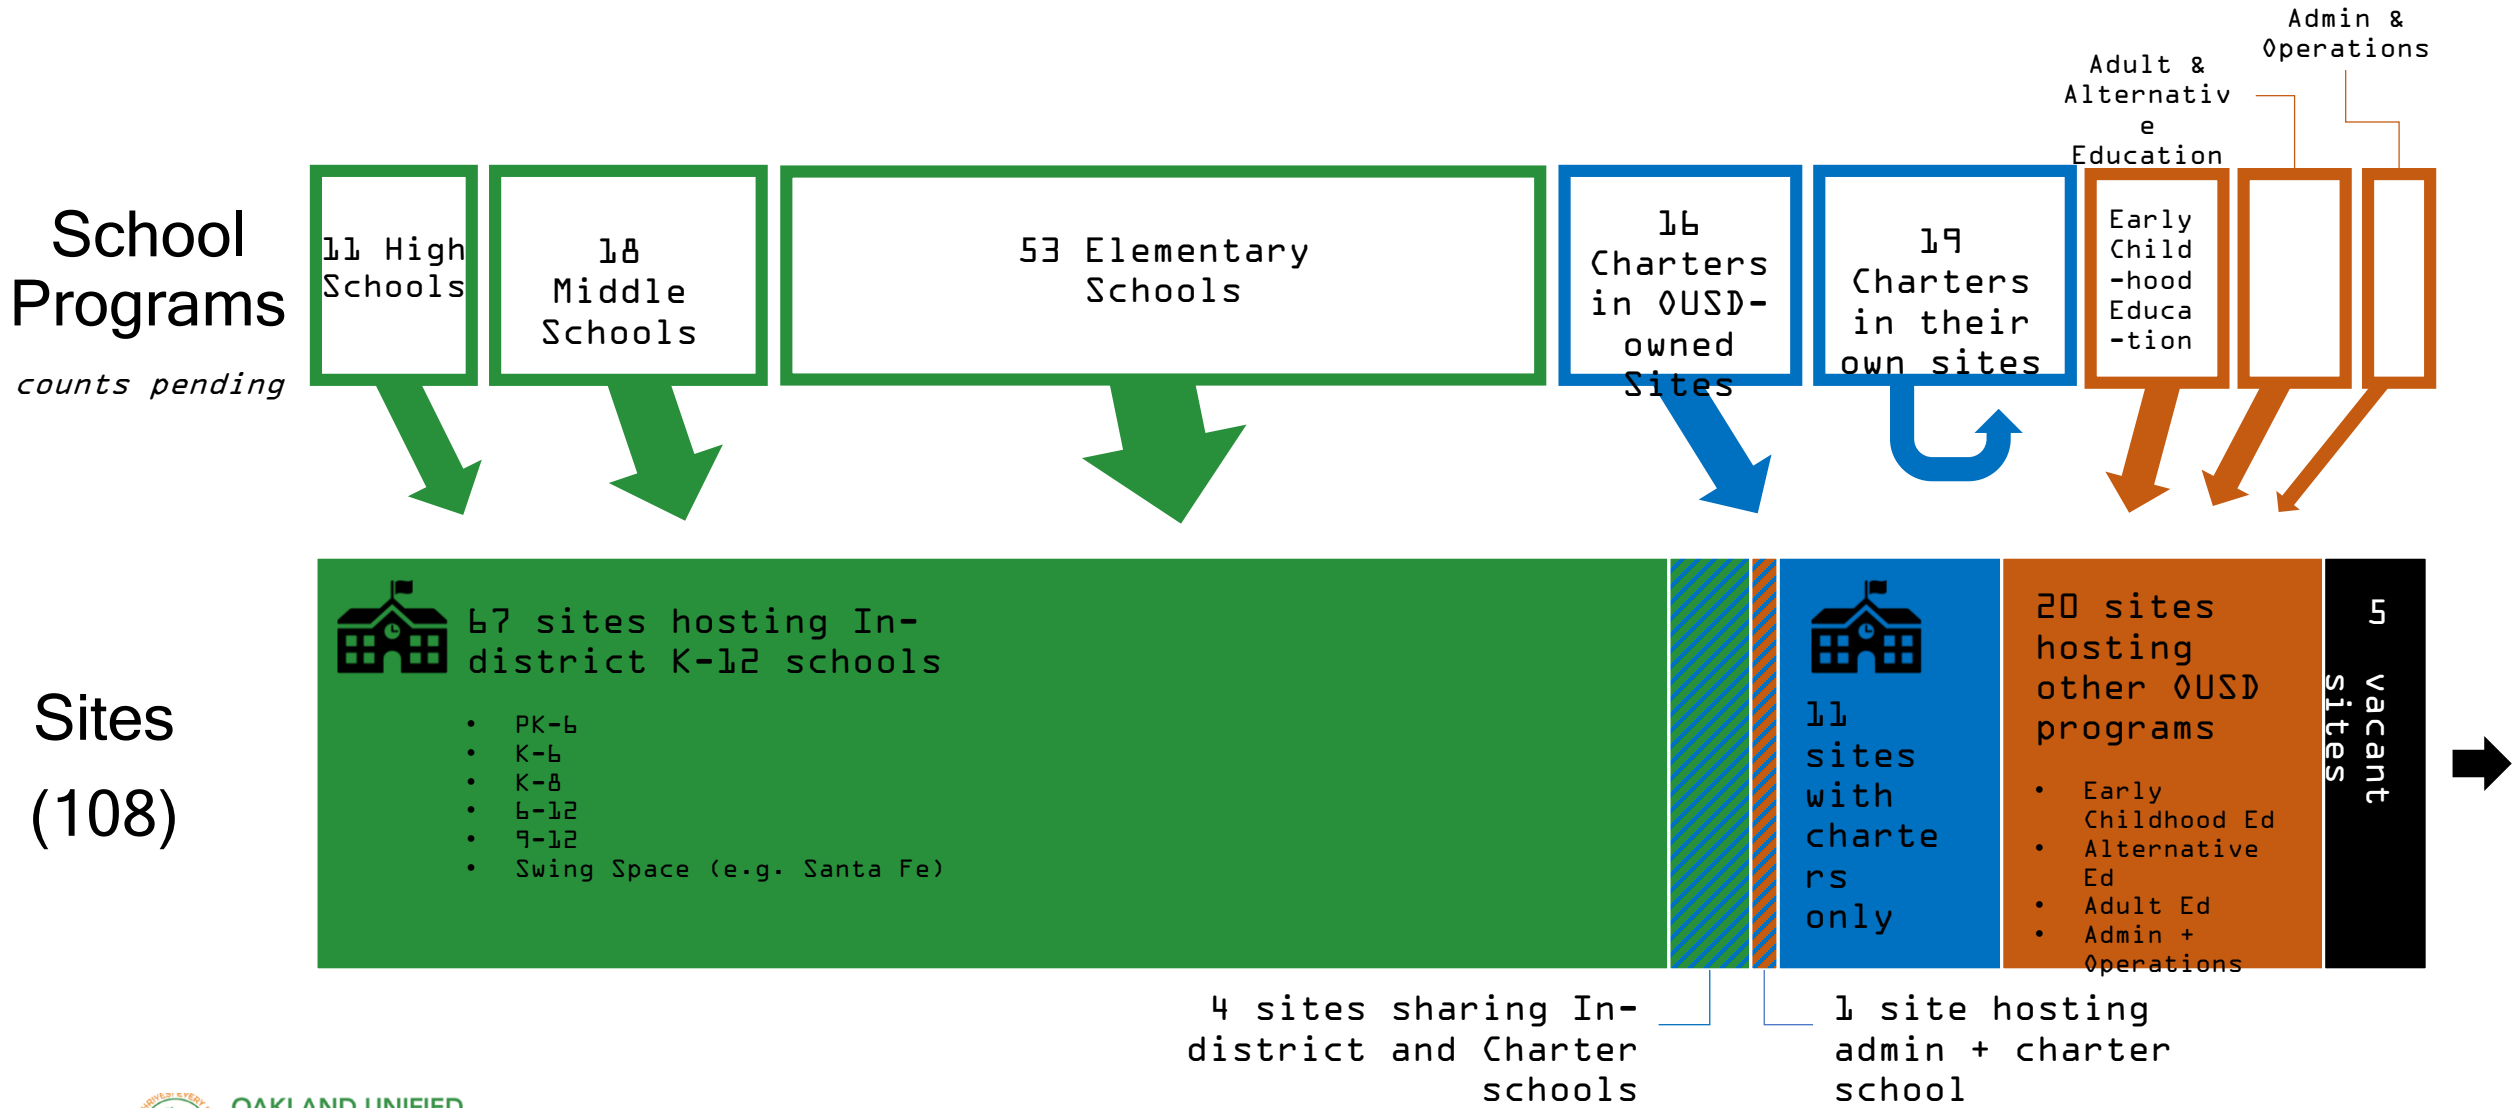 Admin &
Operations
Adult &
Alternativ
e
Education
School
Programs
counts pending
11 High
Schools
18
Middle
Schools
53 Elementary
Schools
16
Charters
in OUSD-
owned
Sites
19
Charters
in their
own sites
Early
Child
-hood
Educa
-tion
Sites
(108)
67 sites hosting In-
district K-12 schools
• PK-6
• K-6
• K-8
• 6-12
• 9-12
• Swing Space (e.g. Santa Fe)
11
sites
with
charte
rs
only
20 sites
hosting
other OUSD
programs
• Early
Childhood Ed
• Alternative
Ed
• Adult Ed
• Admin +
Operations
5 vacant
sites
4 sites sharing In-
district and Charter
schools
1 site hosting
admin + charter
school
OAKLAND UNIFIED